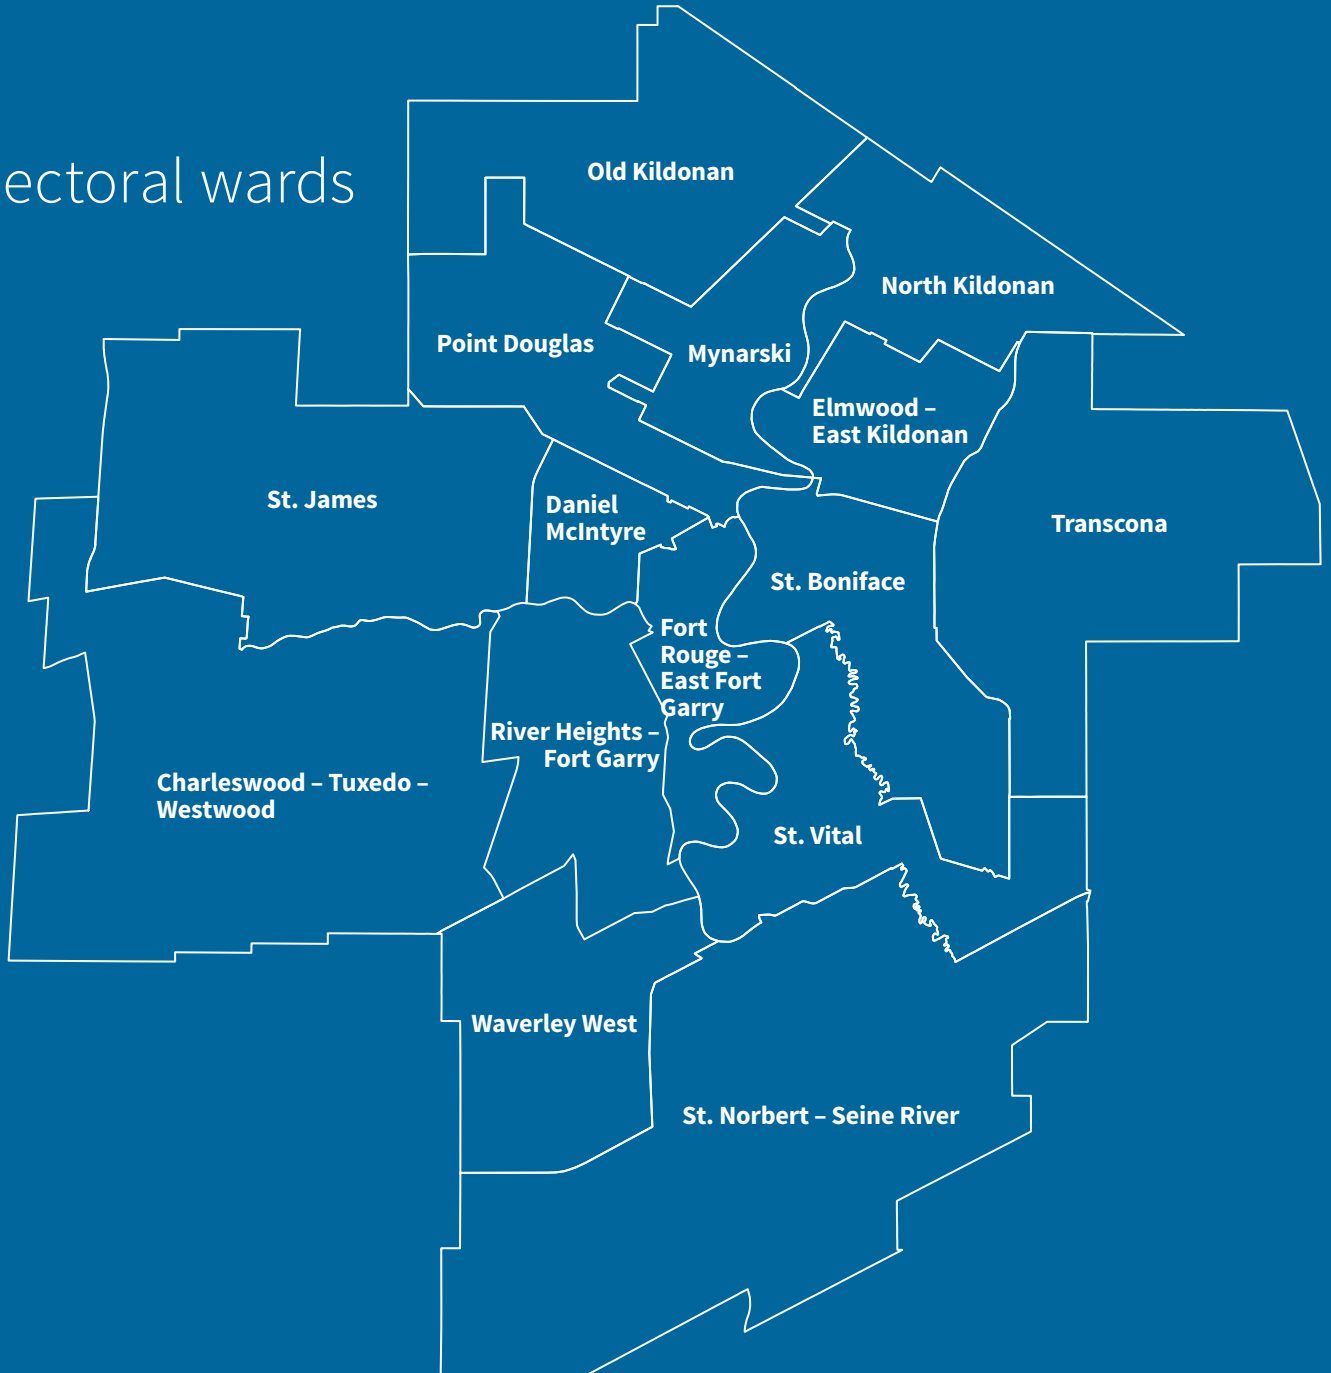 ectoral wards
Old Kildonan
North Kildonan
Point Douglas
Mynarski
Elmwood –
East Kildonan
St. James
Daniel
McIntyre
Transcona
St. Boniface
Fort
Rouge –
East Fort
Garry
River Heights –
Fort Garry
Charleswood – Tuxedo –
Westwood
St. Vital
Waverley West
St. Norbert – Seine River